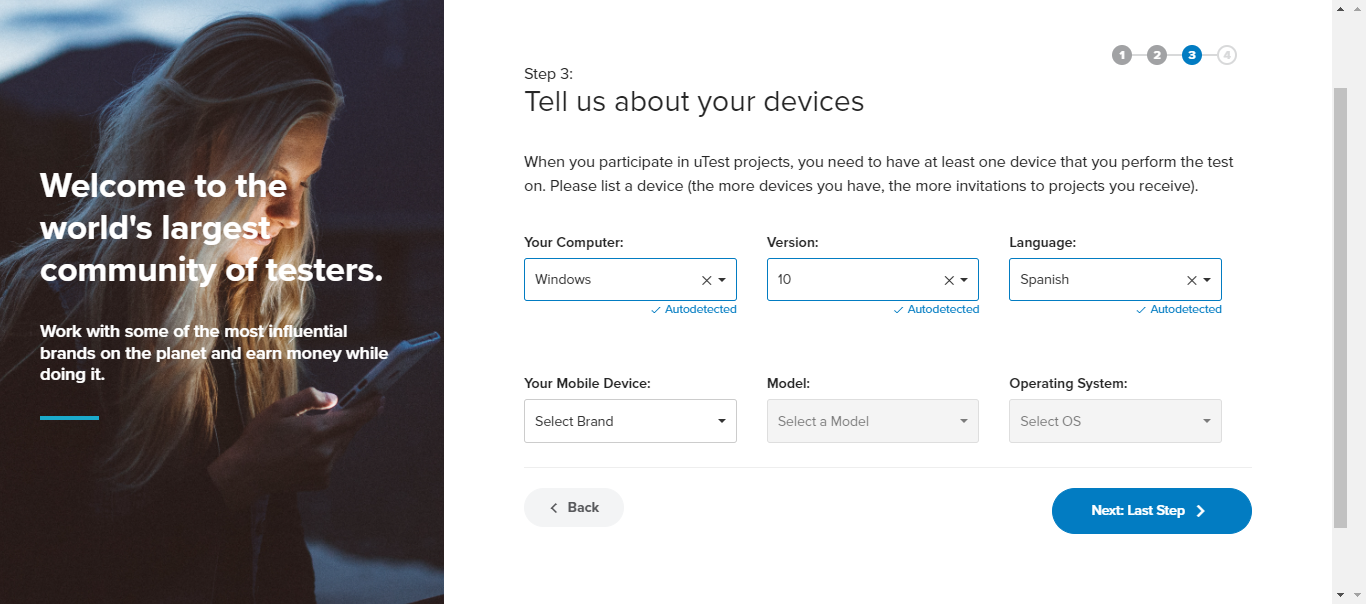 Welcome to the
world's largest
community of testers.
Work with some of the most influential
brands on the planet and earn money while
doing it.
1 2 3 4
Step 3:
Tell us about your devices
When you participate in uTest projects, you need to have at least one device that you perform the test
on. Please list a device (the more devices you have, the more invitations to projects you receive).
Your Computer: Version: Language:
Windows 10 Spanish
Autodetected Autodetected Autodetected
Your Mobile Device: Model: Operating System:
Select Brand Select a Model Select OS
Back Next: Last Step